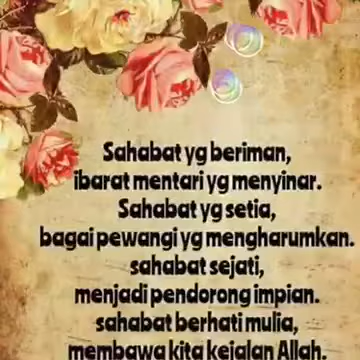 Sahabat yg beriman,
ibarat mentari yg menyinar.
Sahabat yg setia,
bagai pewangi yg mengharumkan.
sahabat sejati,
menjadi pendorong impian.
sahabat berhati mulia,
membawa kita kejalan Allah.